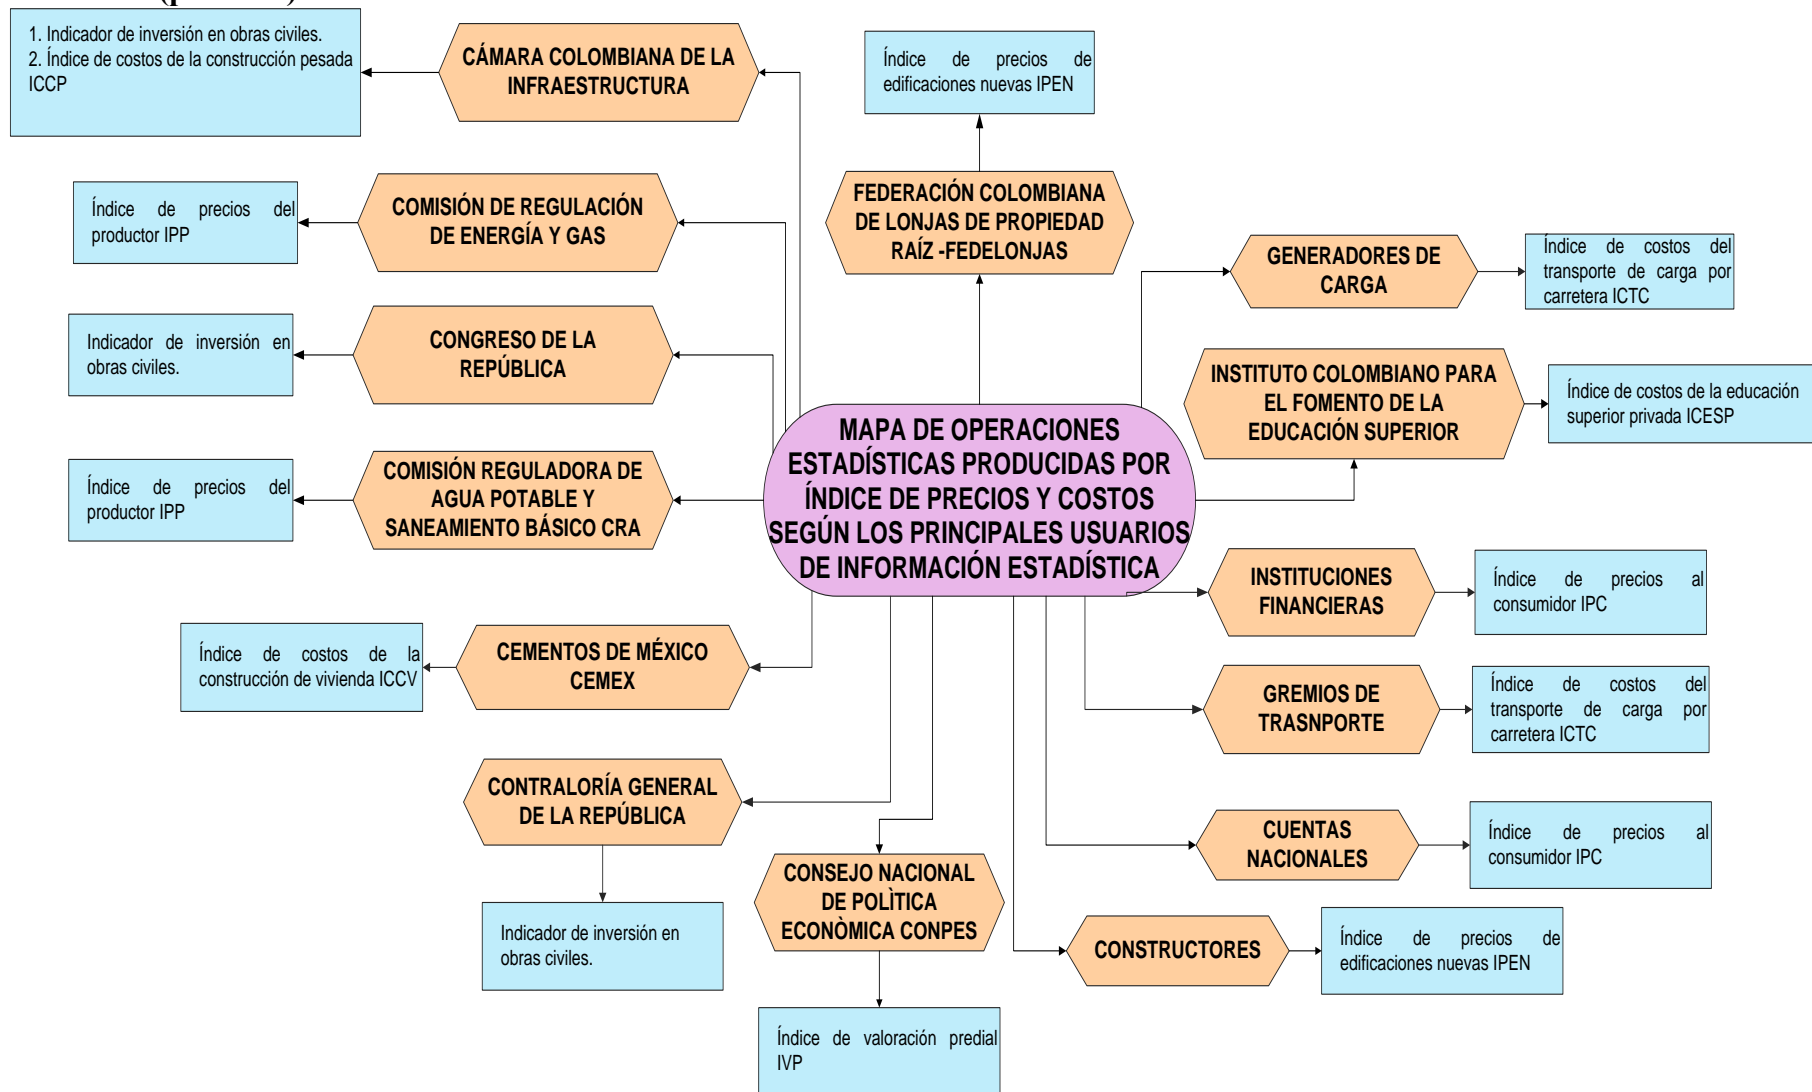 1. Indicador de inversión en obras civiles.
2. Índice de costos de la construcción pesada
ICCP
CÁMARA COLOMBIANA DE LA
INFRAESTRUCTURA
Índice de precios de
edificaciones nuevas IPEN
Índice de precios del
productor IPP
COMISIÓN DE REGULACIÓN
DE ENERGÍA Y GAS
FEDERACIÓN COLOMBIANA
DE LONJAS DE PROPIEDAD
RAÍZ -FEDELONJAS
GENERADORES DE
CARGA
Índice de costos del
transporte de carga por
carretera ICTC
Indicador de inversión en
obras civiles.
CONGRESO DE LA
REPÚBLICA
INSTITUTO COLOMBIANO PARA
EL FOMENTO DE LA
EDUCACIÓN SUPERIOR
Índice de costos de la educación
superior privada ICESP
MAPA DE OPERACIONES
ESTADÍSTICAS PRODUCIDAS POR
ÍNDICE DE PRECIOS Y COSTOS
SEGÚN LOS PRINCIPALES USUARIOS
DE INFORMACIÓN ESTADÍSTICA
Índice de precios del
productor IPP
COMISIÓN REGULADORA DE
AGUA POTABLE Y
SANEAMIENTO BÁSICO CRA
INSTITUCIONES
FINANCIERAS
Índice de precios al
consumidor IPC
Índice de costos de la
construcción de vivienda ICCV
CEMENTOS DE MÉXICO
CEMEX
GREMIOS DE
TRASNPORTE
Índice de costos del
transporte de carga por
carretera ICTC
CONTRALORÍA GENERAL
DE LA REPÚBLICA
CUENTAS
NACIONALES
Índice de precios al
consumidor IPC
CONSEJO NACIONAL
DE POLÌTICA
ECONÒMICA CONPES
Indicador de inversión en
obras civiles.
CONSTRUCTORES
Índice de precios de
edificaciones nuevas IPEN
Índice de valoración predial
IVP